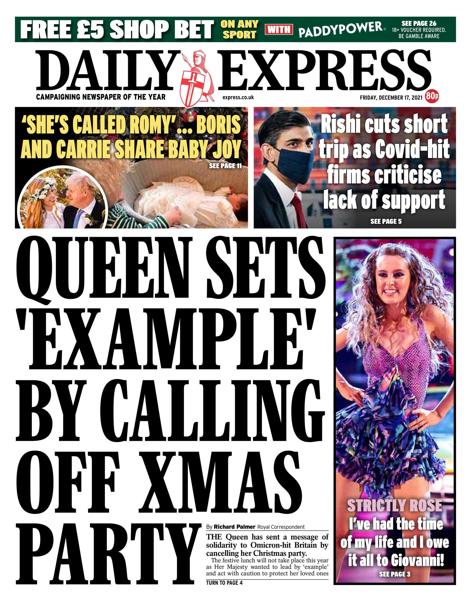 FREE £5 SHOP BET ON ANY SPORT WITH PADDYPOWER. SEE PAGE 26
18+ VOUCHER REQUIRED.
BE GAMBLE AWARE
DAILY EXPRESS
CAMPAIGNING NEWSPAPER OF THE YEAR express.co.uk FRIDAY, DECEMBER 17, 2021 80p
‘SHE’S CALLED ROMY’... BORIS
AND CARRIE SHARE BABY JOY
SEE PAGE 11
Rishi cuts short
trip as Covid-hit
firms criticise
lack of support
SEE PAGE 5
QUEEN SETS
'EXAMPLE'
BY CALLING
OFF XMAS
PARTY
By Richard Palmer Royal Correspondent
THE Queen has sent a message of
solidarity to Omicron-hit Britain by
cancelling her Christmas party.
The festive lunch will not take place this year
as Her Majesty wanted to lead by 'example'
and act with caution to protect her loved ones
TURN TO PAGE 4
STRICTLY ROSE
I’ve had the time
of my life and I owe
it all to Giovanni!
SEE PAGE 3